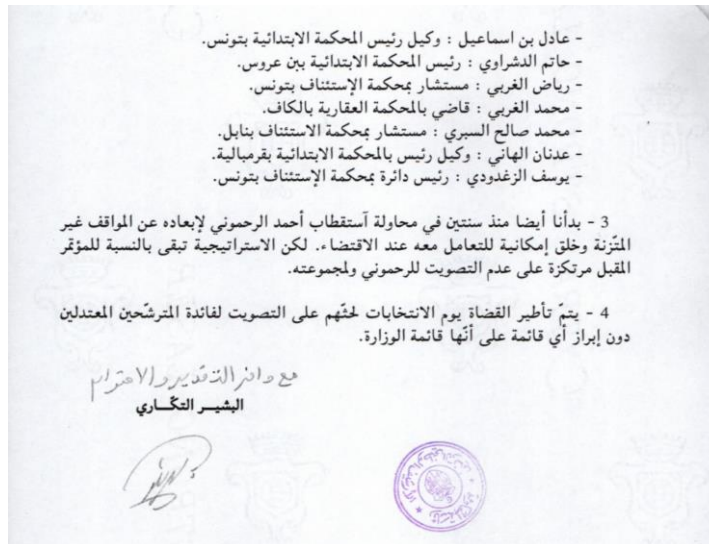 - عادل بن اسماعيل : وكيل رئيس المحكمة الابتدائية بتونس.
- حاتم الدشراوي : رئيس المحكمة الابتدائية ببن عروس.
- رياض الغربي : مستشار بمحكمة الإستئناف بتونس.
- محمد الغربي : قاضي بالمحكمة العقارية بالكاف.
- محمد صالح السبري : مستشار بمحكمة الاستئناف بنابل.
- عدنان الهاني : وكيل رئيس بالمحكمة الابتدائية بقرمبالية.
- يوسف الزغدودي : رئيس دائرة بمحكمة الإستئناف بتونس.
3 - بدأنا أيضا منذ سنتين في محاولة آستقطاب أحمد الرحموني لإبعاده عن المواقف غير
المتّزنة وخلق إمكانية للتعامل معه عند الاقتضاء. لكن الاستراتيجية تبقى بالنسبة للمؤتمر
المقبل مرتكزة على عدم التصويت للرحموني ولمجموعته.
4 - يتمّ تأطير القضاة يوم الانتخابات لحثّهم على التصويت لفائدة المترشّحين المعتدلين
دون إبراز أي قائمة على أنّها قائمة الوزارة.
مع وافر التقدير والاحترام
البشيـــر التكّـــاري